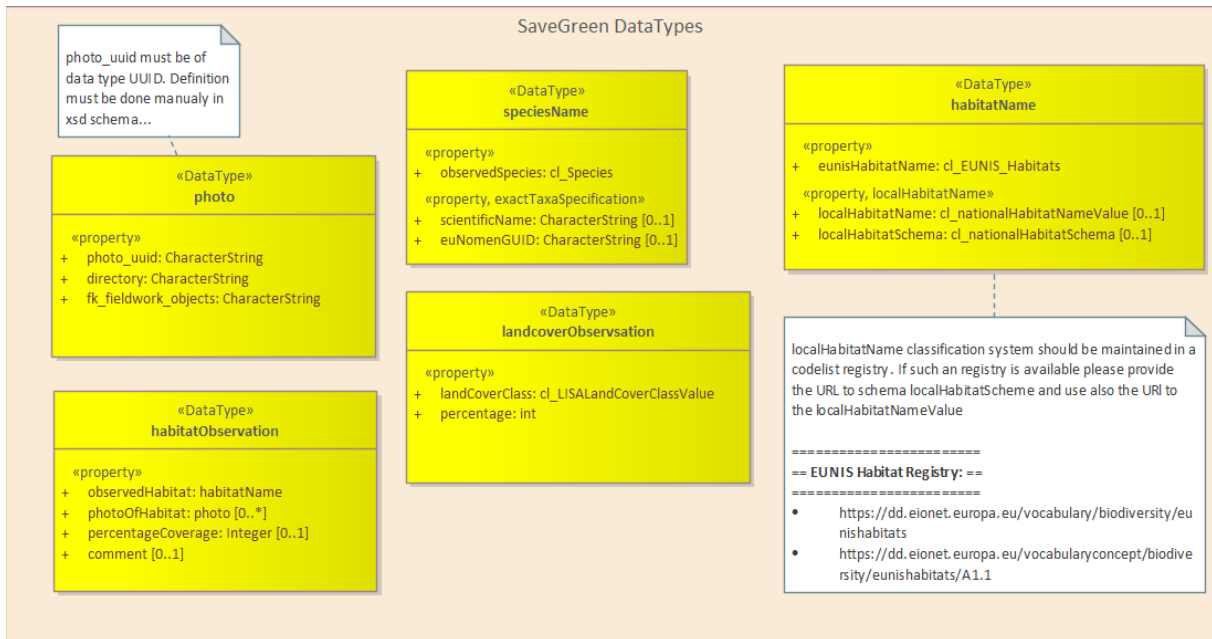 SaveGreen DataTypes
photo_uuid must be of
data type UUID. Definition
must be done manualy in
xsd schema...
«DataType»
photo
«property»
+ photo_uuid: CharacterString
+ directory: CharacterString
+ fk_fieldwork_objects: CharacterString
«DataType»
habitatObservation
«property»
+ observedHabitat: habitatName
+ photoOfHabitat: photo [0..*]
+ percentageCoverage: Integer [0..1]
+ comment [0..1]
«DataType»
speciesName
«property»
+ observedSpecies: cl_Species
«property, exactTaxaSpecification»
+ scientificName: CharacterString [0..1]
+ euNomenGUID: CharacterString [0..1]
«DataType»
landcoverObservsation
«property»
+ landCoverClass: cl_LISALandCoverClassValue
+ percentage: int
«DataType»
habitatName
«property»
+ eunisHabitatName: cl_EUNIS_Habitats
«property, localHabitatName»
+ localHabitatName: cl_nationalHabitatNameValue [0..1]
+ localHabitatSchema: cl_nationalHabitatSchema [0..1]
localHabitatName classification system should be maintained in a
codelist registry. If such an registry is available please provide
the URL to schema localHabitatScheme and use also the URl to
the localHabitatNameValue
========================
== EUNIS Habitat Registry: ==
========================
• https://dd.eionet.europa.eu/vocabulary/biodiversity/eu
nishabitats
• https://dd.eionet.europa.eu/vocabularyconcept/biodive
rsity/eunishabitats/A1.1